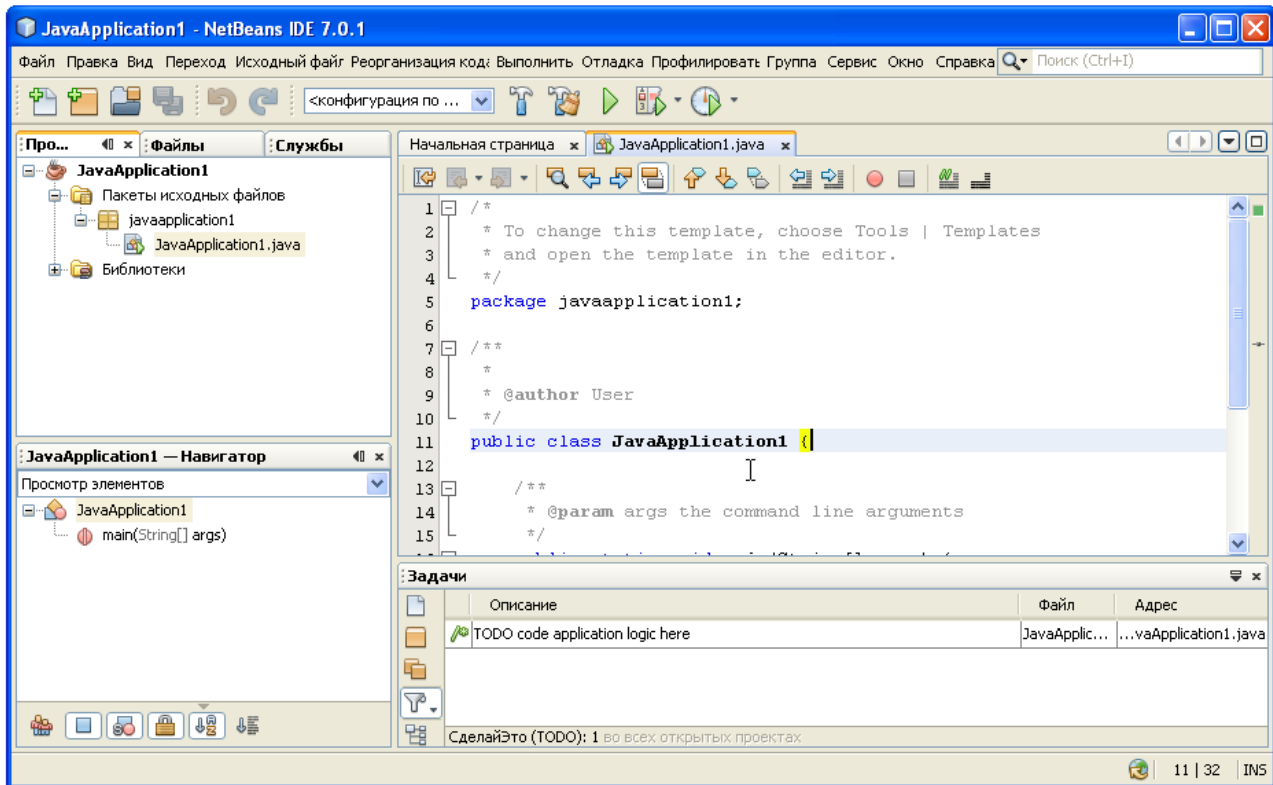 JavaApplication1 - NetBeans IDE 7.0.1
Файл Правка Вид Переход Исходный файл Реорганизация кода Выполнить Отладка Профилировать Группа Сервис Окно Справка Поиск (Ctrl+I)
<конфигурация по ...
Про... Файлы Службы
JavaApplication1
Пакеты исходных файлов
javaapplication1
JavaApplication1.java
Библиотеки
JavaApplication1 — Навигатор
Просмотр элементов
JavaApplication1
main(String[] args)
Начальная страница JavaApplication1.java
1 /*
2 * To change this template, choose Tools | Templates
3 * and open the template in the editor.
4 */
5 package javaapplication1;
6
7 /**
8 *
9 * @author User
10 */
11 public class JavaApplication1 {
12
13 /**
14 * @param args the command line arguments
15 */
Задачи
Описание Файл Адрес
TODO code application logic here JavaApplic... ...vaApplication1.java
СделайЭто (TODO): 1 во всех открытых проектах
11 | 32 INS